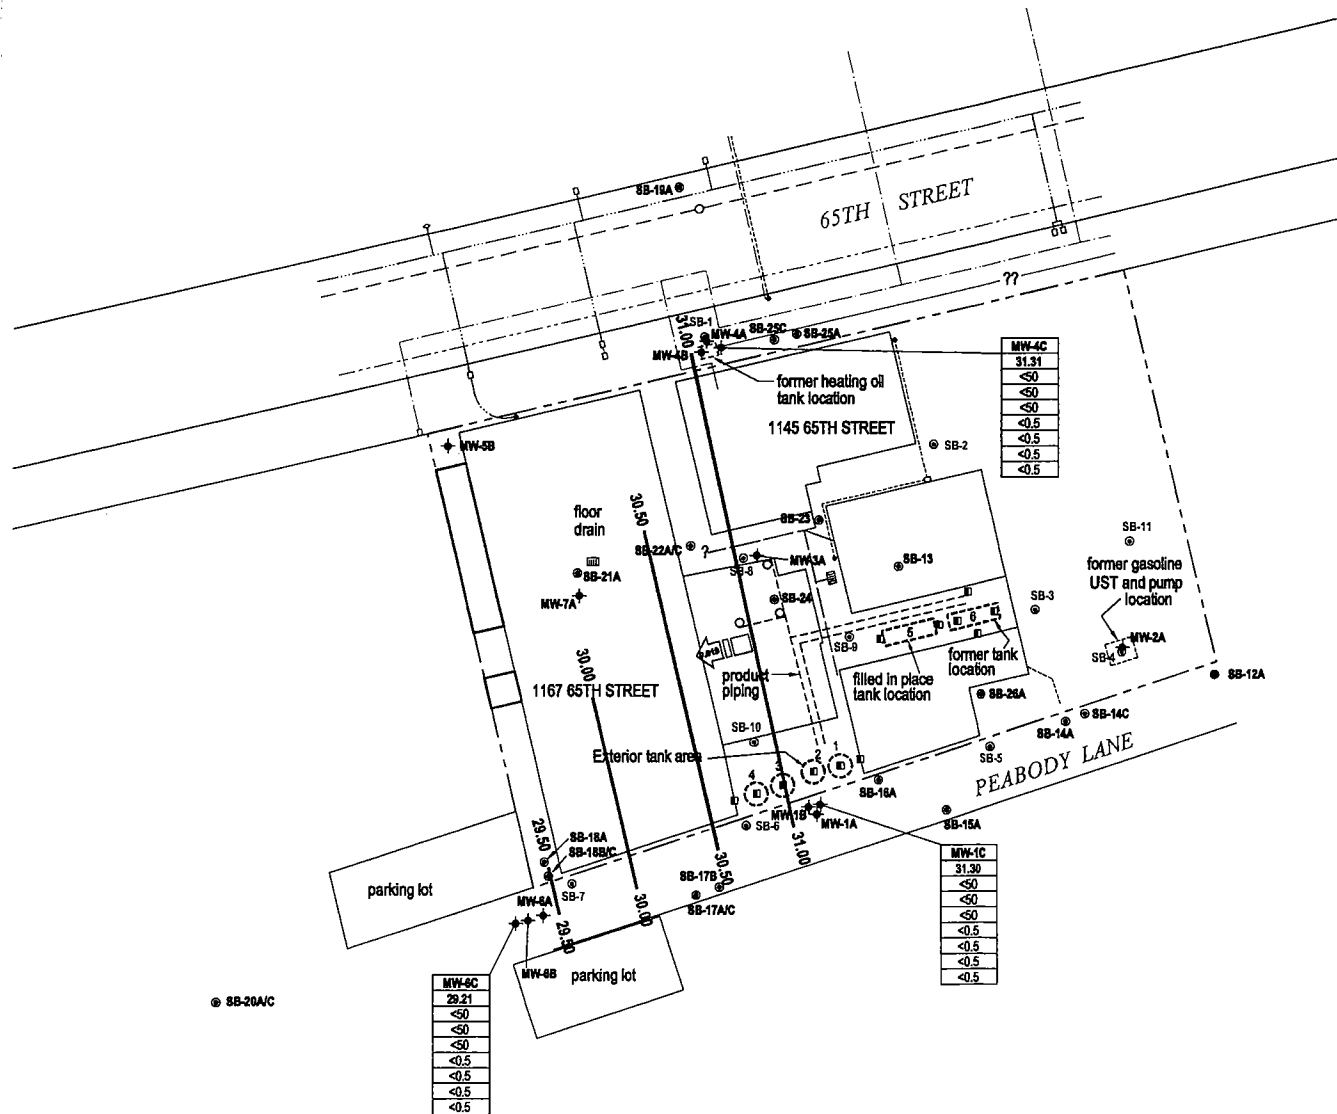 SB-19A
65TH STREET
??
SB-1
31.00
MW-4A
SB-25C
SB-25A
MW-4B
MW-4C
31.31
<50
<50
<50
<0.5
<0.5
<0.5
<0.5
former heating oil
tank location
1145 65TH STREET
MW-5B
SB-2
30.50
floor
drain
SB-23
SB-22A/C
?
SB-8
MW-3A
SB-13
SB-11
SB-21A
MW-7A
SB-24
former gasoline
UST and pump
location
SB-3
5
6
SB-9
MW-2A
SB-4
former tank
location
30.00
product
piping
filled in place
tank location
1167 65TH STREET
SB-26A
SB-12A
SB-14C
SB-14A
SB-10
SB-5
PEABODY LANE
Exterior tank area
4
3
2
1
SB-16A
MW-1B
MW-1A
SB-15A
SB-6
29.50
SB-18A
SB-18B/C
31.00
MW-1C
31.30
<50
<50
<50
<0.5
<0.5
<0.5
<0.5
30.50
SB-17B
SB-17A/C
parking lot
SB-7
MW-6A
30.00
29.50
MW-6B
parking lot
MW-6C
29.21
<50
<50
<50
<0.5
<0.5
<0.5
<0.5
SB-20A/C